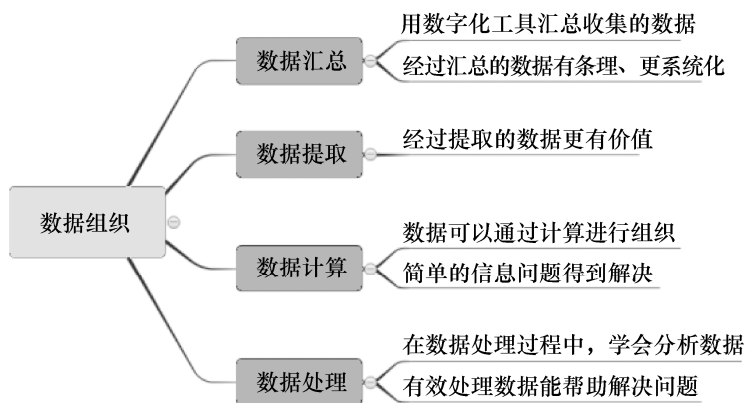 数据组织
数据汇总
用数字化工具汇总收集的数据
经过汇总的数据有条理、更系统化
数据提取
经过提取的数据更有价值
数据计算
数据可以通过计算进行组织
简单的信息问题得到解决
数据处理
在数据处理过程中，学会分析数据
有效处理数据能帮助解决问题